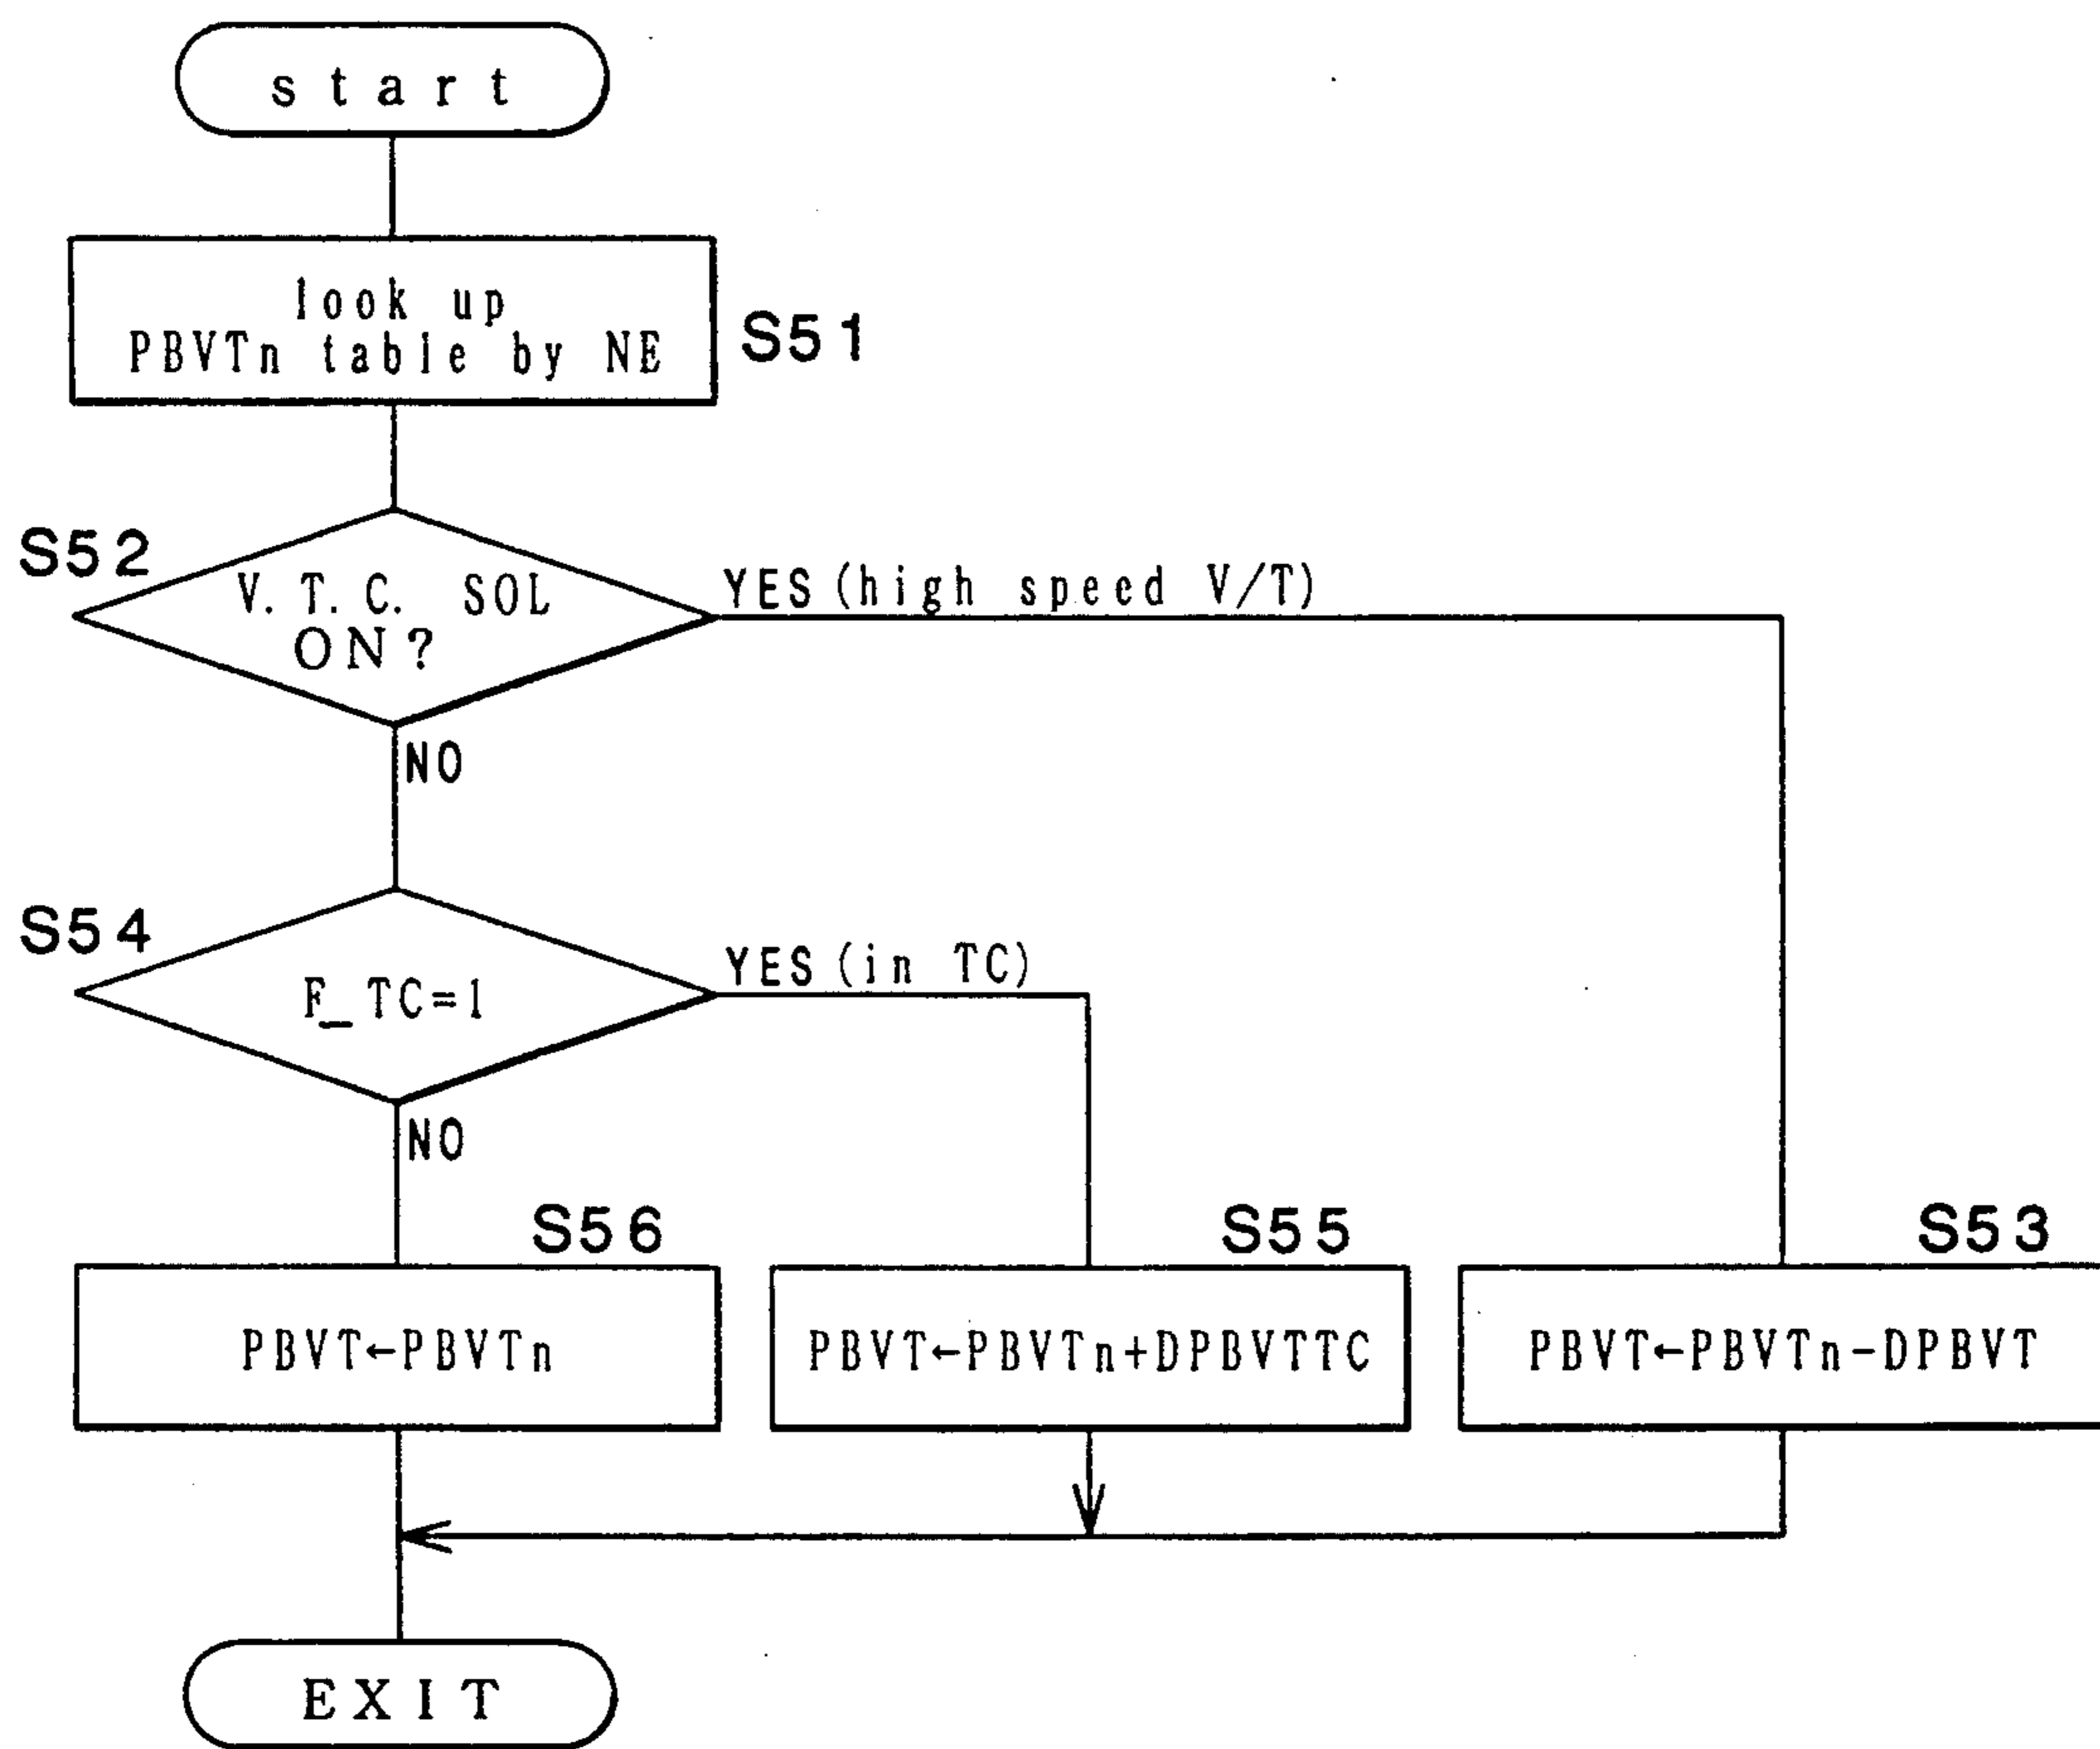 start
look up
PBVTn table by NE
S51
S52
V. T. C. SOL
ON?
YES (high speed V/T)
NO
S54
F_TC=1
YES (in TC)
NO
S56
S55
S53
PBVT←PBVTn
PBVT←PBVTn+DPBVTTC
PBVT←PBVTn-DPBVT
EXIT